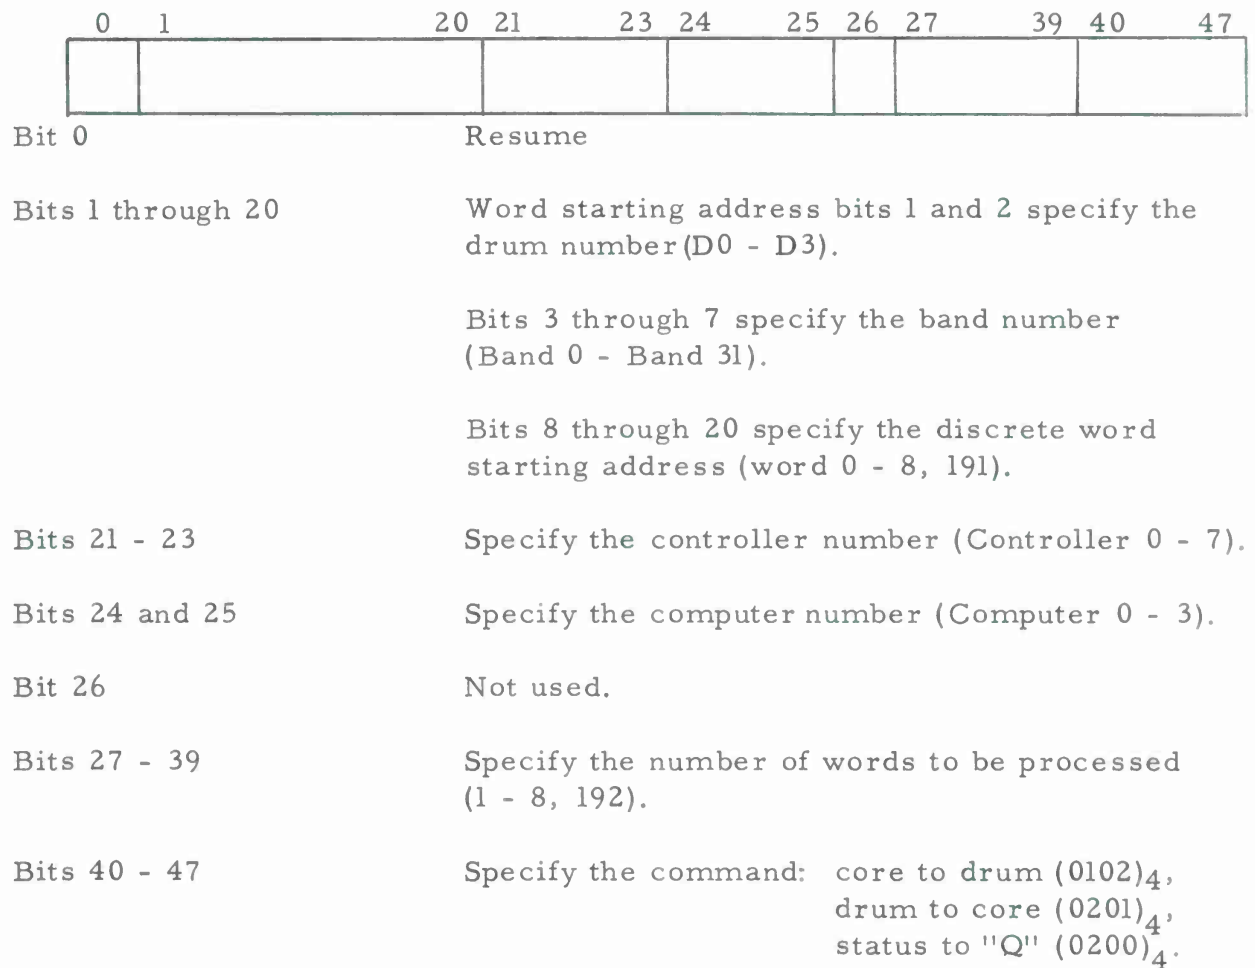 0 1 20 21 23 24 25 26 27 39 40 47
Bit 0 Resume
Bits 1 through 20 Word starting address bits 1 and 2 specify the
drum number (D0 - D3).
Bits 3 through 7 specify the band number
(Band 0 - Band 31).
Bits 8 through 20 specify the discrete word
starting address (word 0 - 8, 191).
Bits 21 - 23 Specify the controller number (Controller 0 - 7).
Bits 24 and 25 Specify the computer number (Computer 0 - 3).
Bit 26 Not used.
Bits 27 - 39 Specify the number of words to be processed
(1 - 8, 192).
Bits 40 - 47 Specify the command: core to drum (0102)4,
drum to core (0201)4,
status to "Q" (0200)4.